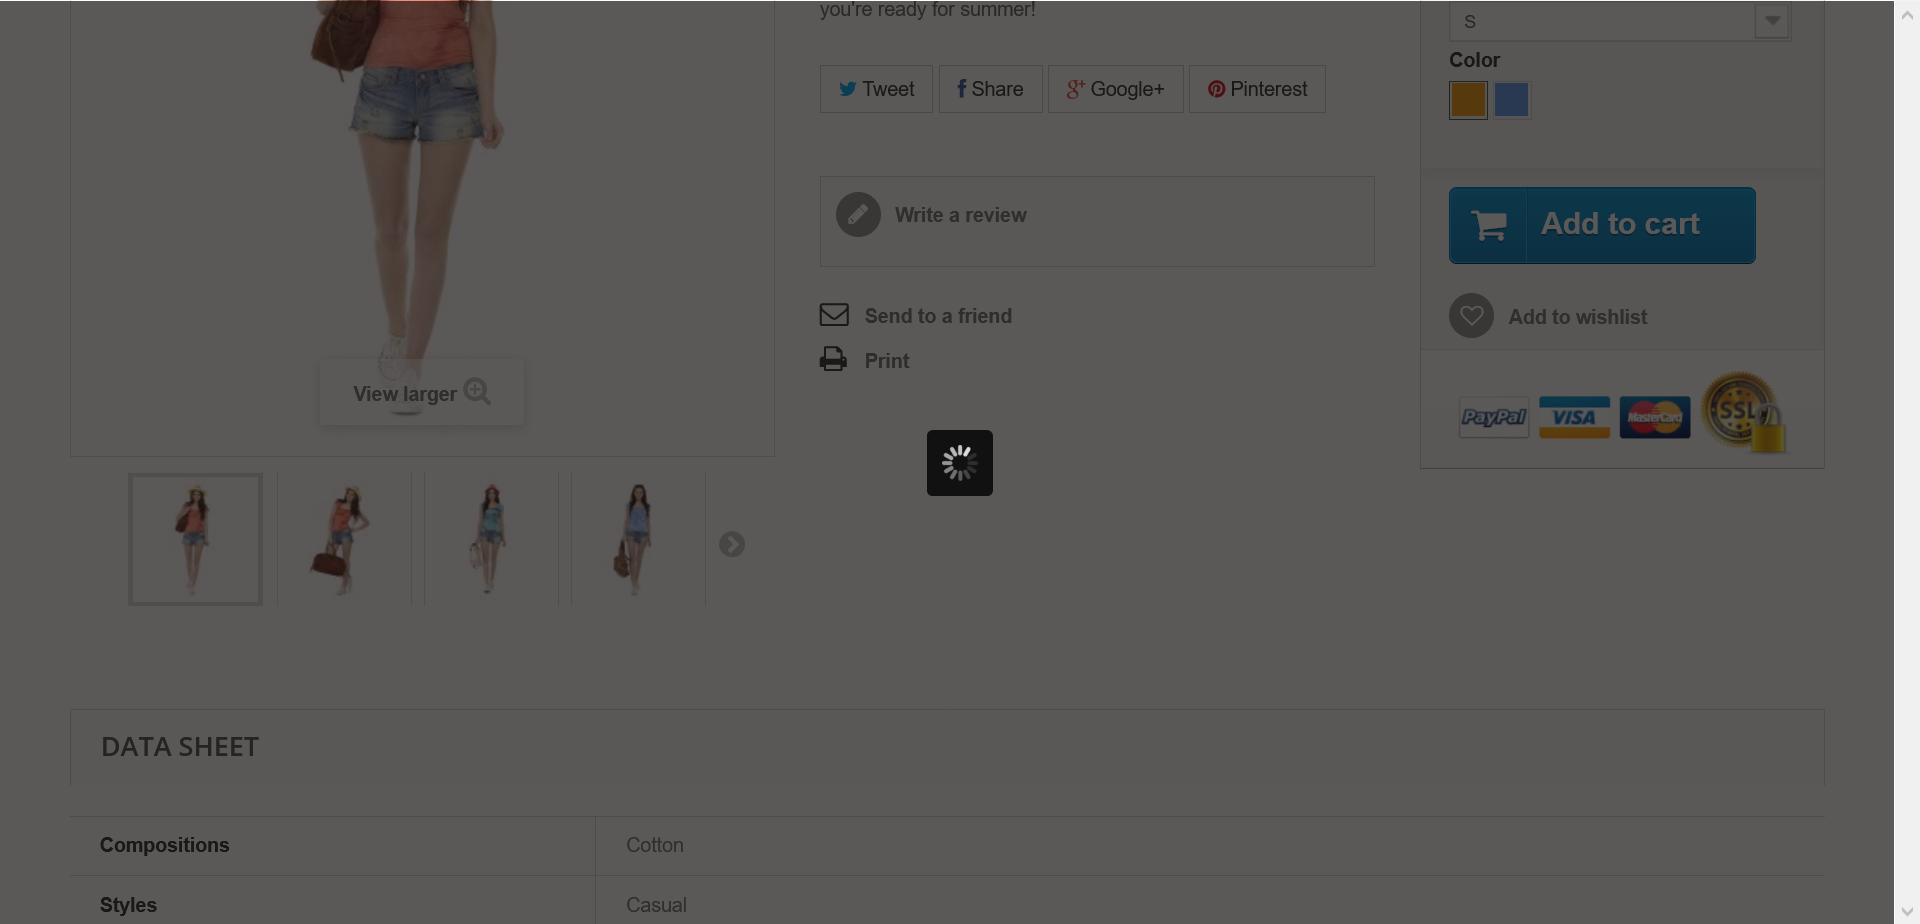 you're ready for summer!
S
Color
Tweet
Share
Google+
Pinterest
Add to cart
Write a review
Send to a friend
Add to wishlist
Print
View larger
PayPal
VISA
MasterCard
SSL
DATA SHEET
Compositions
Cotton
Styles
Casual